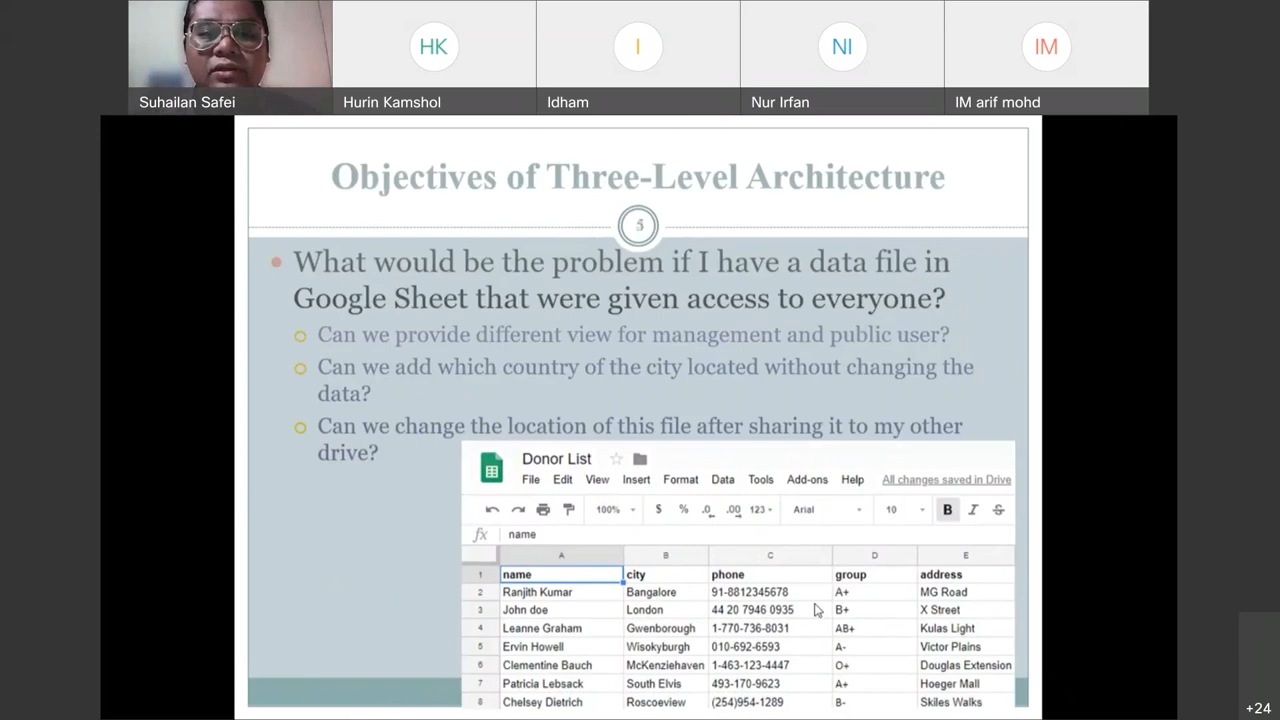 HK
I
NI
IM
Suhailan Safei
Hurin Kamshol
Idham
Nur Irfan
IM arif mohd
Objectives of Three-Level Architecture
5
What would be the problem if I have a data file in
Google Sheet that were given access to everyone?
Can we provide different view for management and public user?
Can we add which country of the city located without changing the
data?
Can we change the location of this file after sharing it to my other
drive?
Donor List
File Edit View Insert Format Data Tools Add-ons Help All changes saved in Drive
100% $ % .0 .00 123 Arial 10 B I S
fx name
A B C D E
1 name city phone group address
2 Ranjith Kumar Bangalore 91-8812345678 A+ MG Road
3 John doe London 44 20 7946 0935 B+ X Street
4 Leanne Graham Gwenborough 1-770-736-8031 AB+ Kulas Light
5 Ervin Howell Wisokyburgh 010-692-6593 A- Victor Plains
6 Clementine Bauch McKenziehaven 1-463-123-4447 O+ Douglas Extension
7 Patricia Lebsack South Elvis 493-170-9623 A+ Hoeger Mall
8 Chelsey Dietrich Roscoeview (254)954-1289 B- Skiles Walks
+24